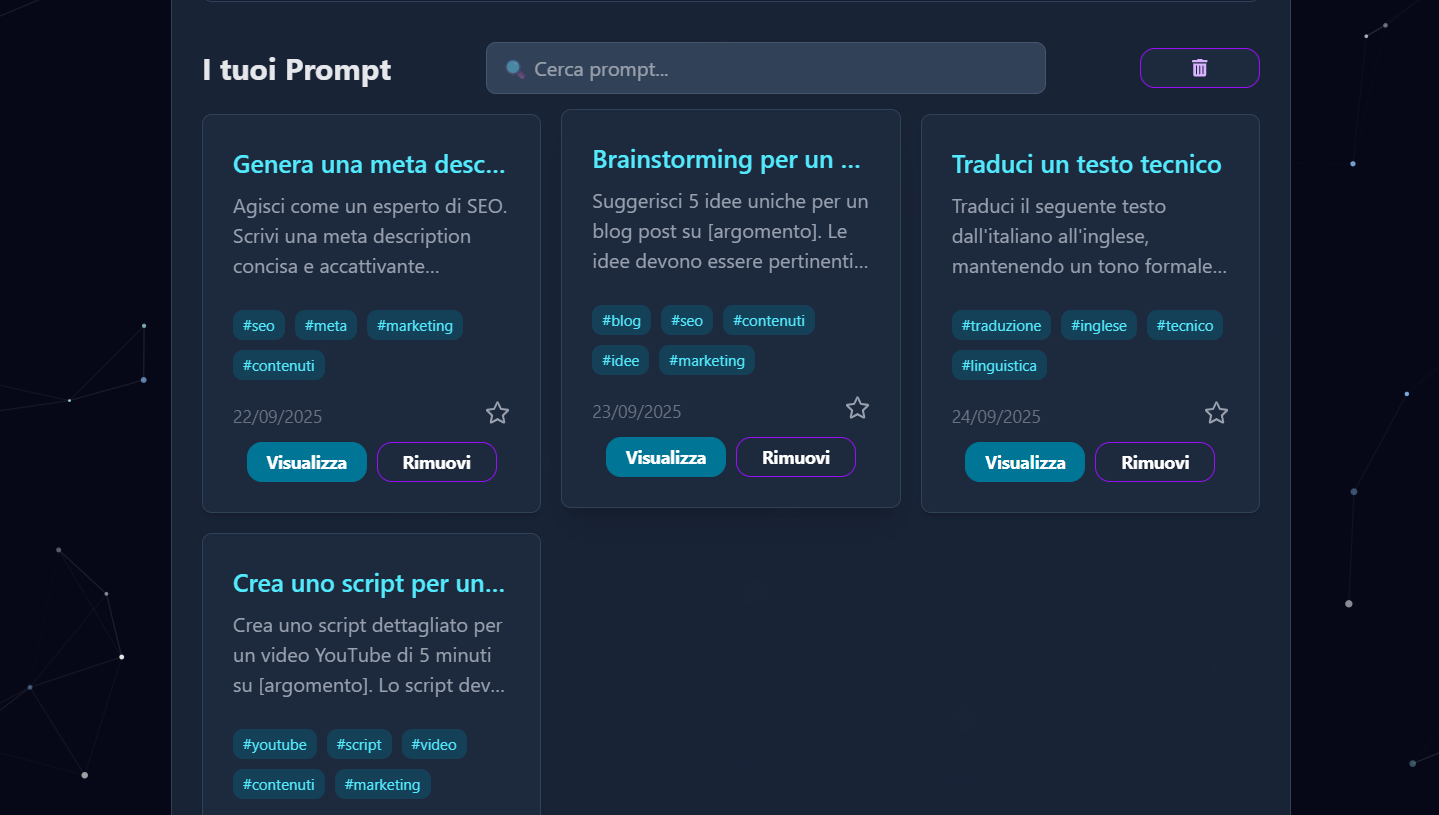 I tuoi Prompt
Cerca prompt...
Genera una meta desc...
Agisci come un esperto di SEO.
Scrivi una meta description
concisa e accattivante...
#seo #meta #marketing
#contenuti
22/09/2025
Visualizza Rimuovi
Brainstorming per un ...
Suggerisci 5 idee uniche per un
blog post su [argomento]. Le
idee devono essere pertinenti...
#blog #seo #contenuti
#idee #marketing
23/09/2025
Visualizza Rimuovi
Traduci un testo tecnico
Traduci il seguente testo
dall'italiano all'inglese,
mantenendo un tono formale...
#traduzione #inglese #tecnico
#linguistica
24/09/2025
Visualizza Rimuovi
Crea uno script per un...
Crea uno script dettagliato per
un video YouTube di 5 minuti
su [argomento]. Lo script dev...
#youtube #script #video
#contenuti #marketing